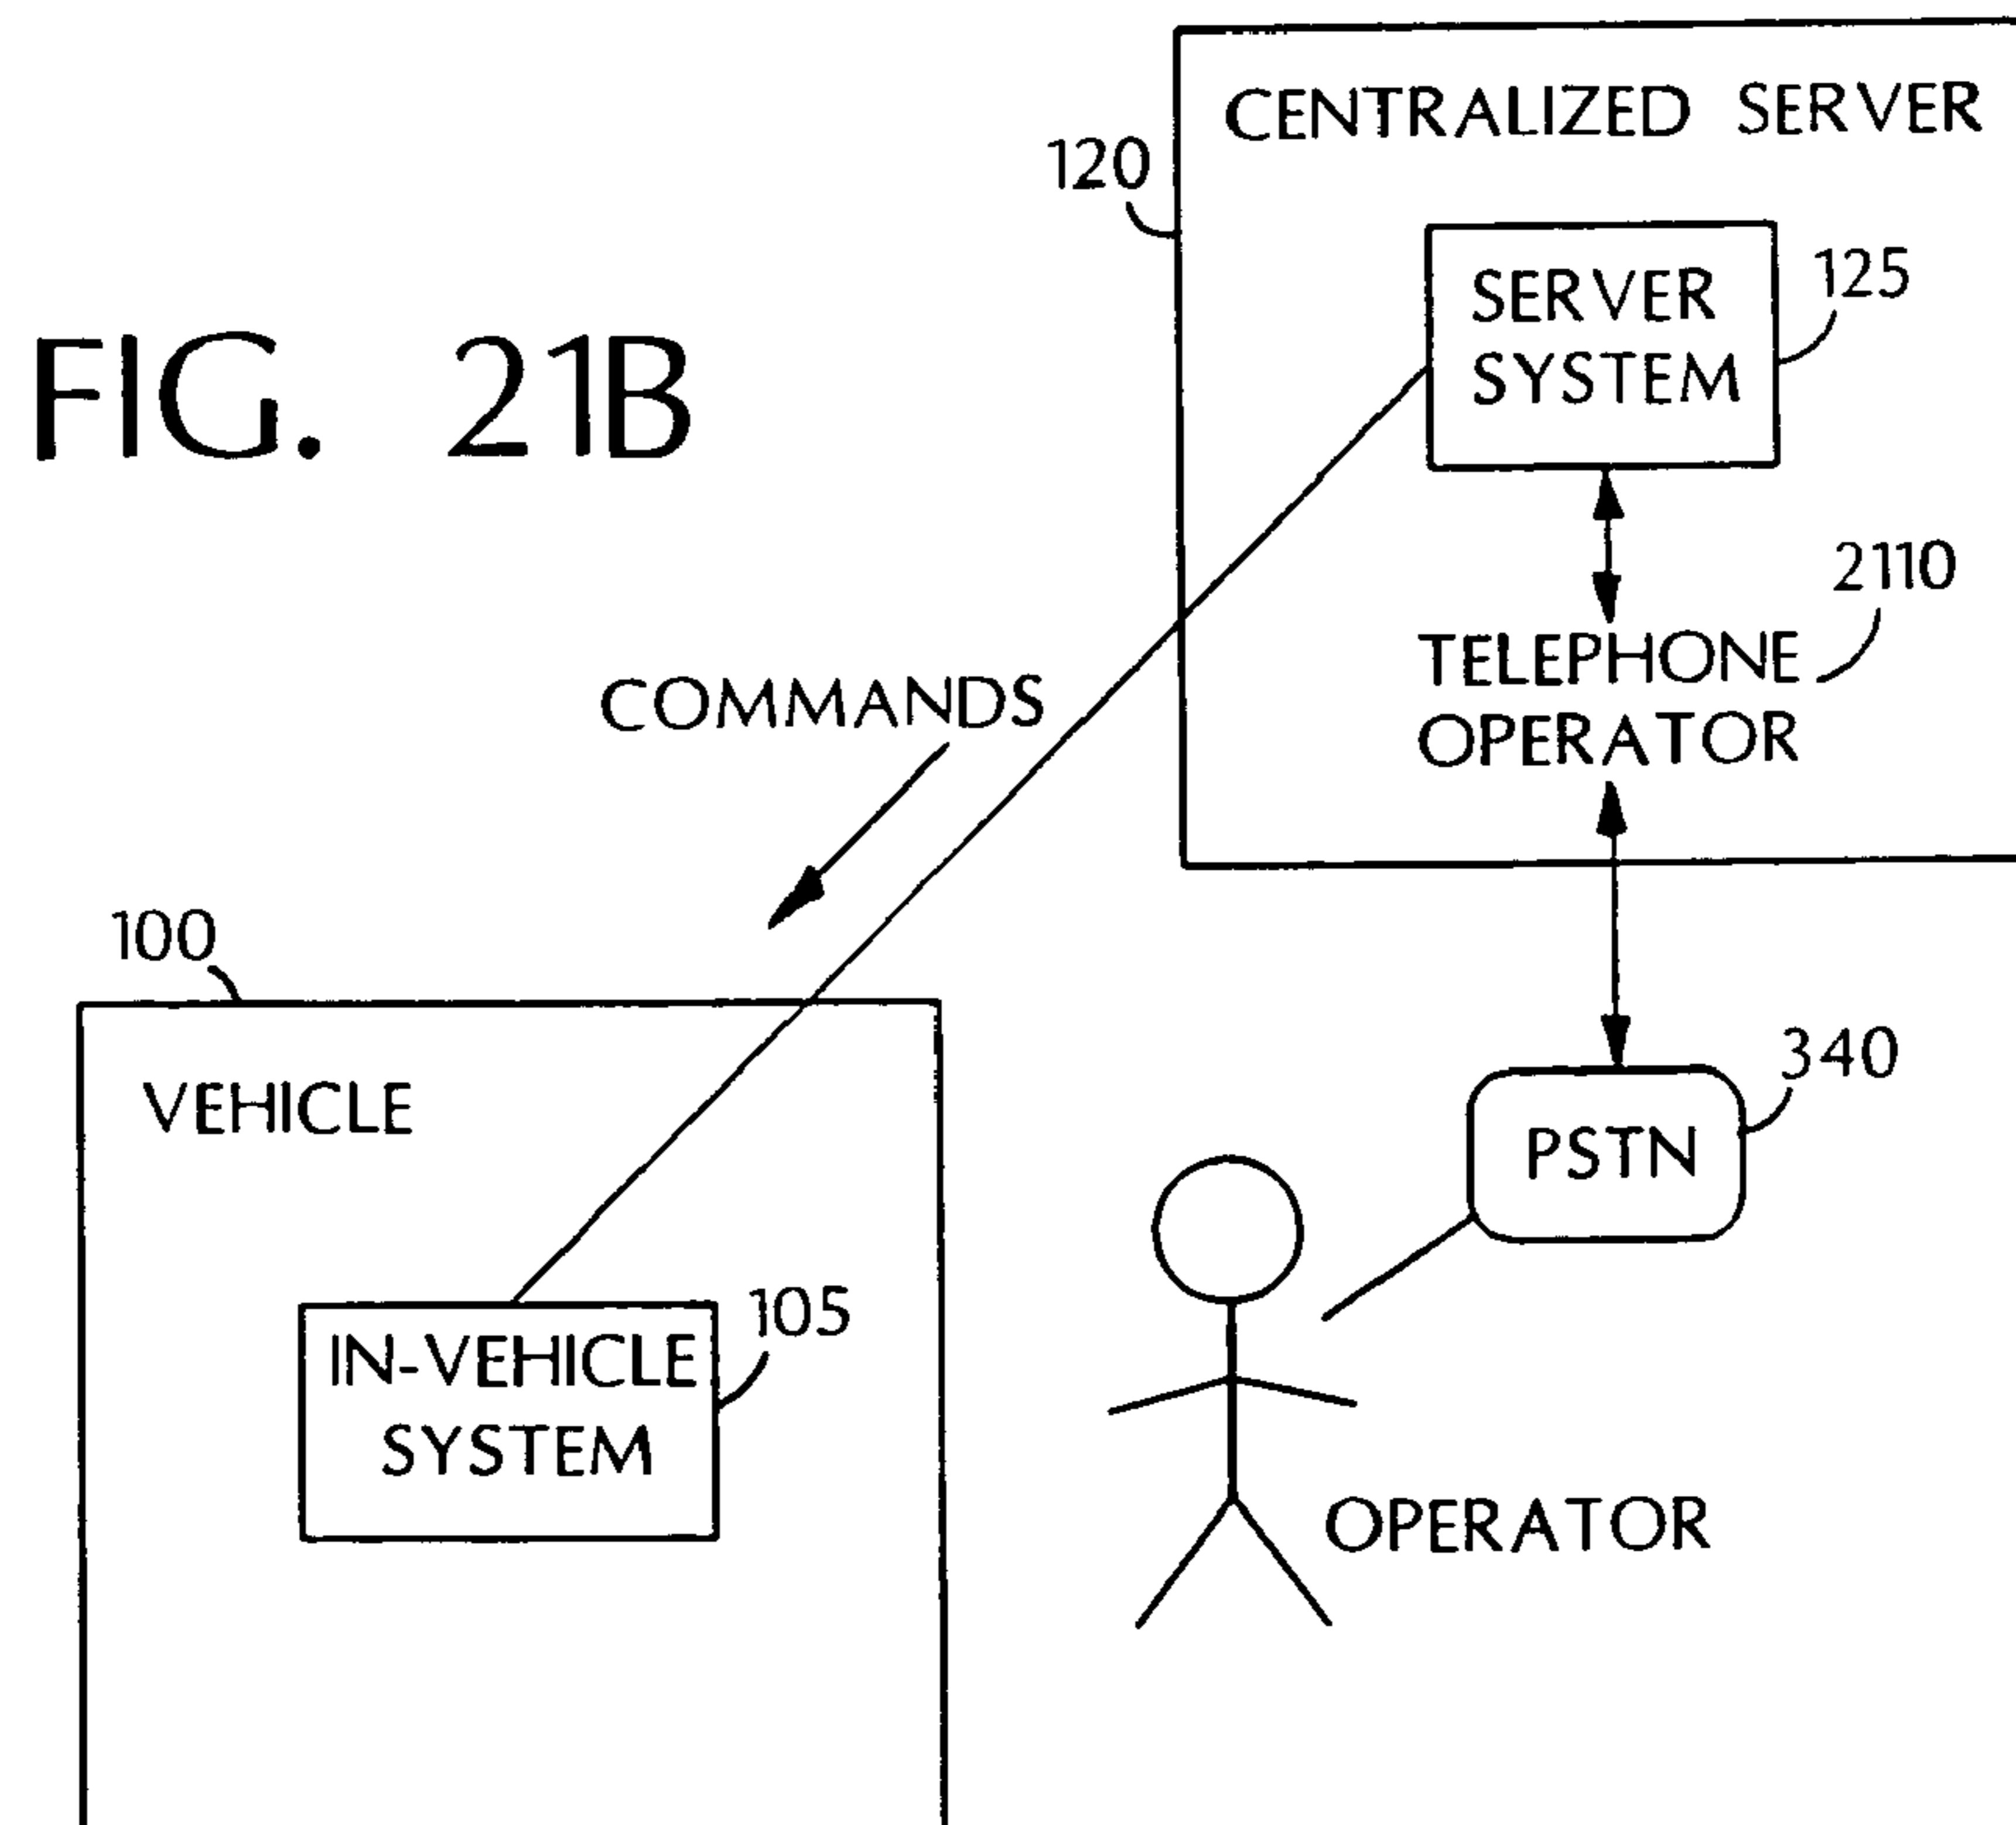 FIG. 21B
CENTRALIZED SERVER
120
SERVER
SYSTEM
125
2110
TELEPHONE
OPERATOR
COMMANDS
100
VEHICLE
340
PSTN
105
IN-VEHICLE
SYSTEM
OPERATOR